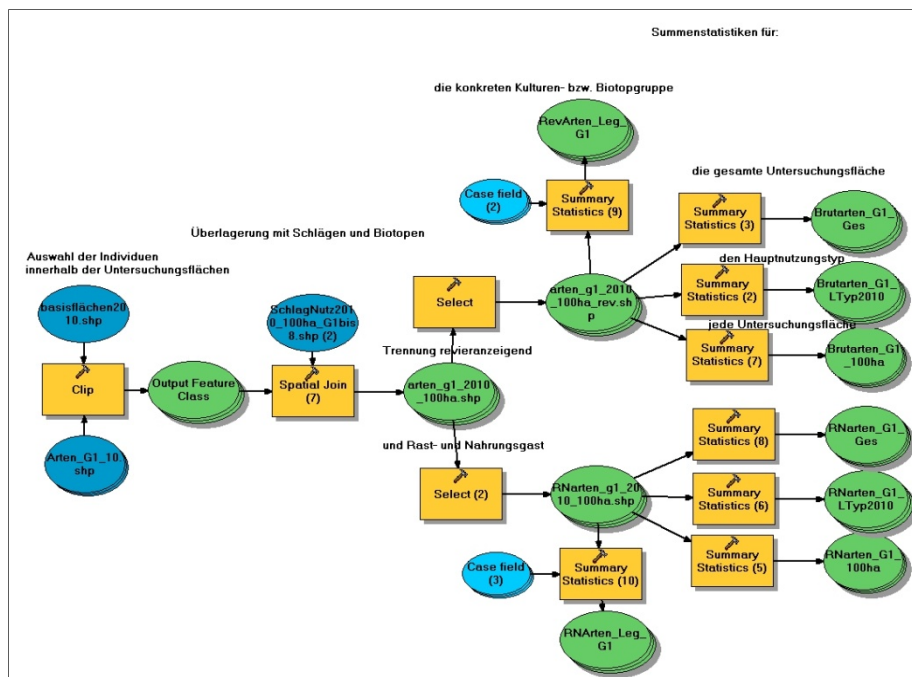 Summenstatistiken für:
die konkreten Kulturen- bzw. Biotopgruppe
RevArten_Leg_
G1
Case field
(2)
Summary
Statistics (9)
die gesamte Untersuchungsfläche
Summary
Statistics (3)
Brutarten_G1_
Ges
Überlagerung mit Schlägen und Biotopen
Auswahl der Individuen
innerhalb der Untersuchungsflächen
basisflächen2
010.shp
SchlagNutz201
0_100ha_G1bis
8.shp (2)
Select
arten_g1_2010
_100ha_rev.sh
p
den Hauptnutzungstyp
Summary
Statistics (2)
Brutarten_G1_
LTyp2010
jede Untersuchungsfläche
Summary
Statistics (7)
Brutarten_G1
_100ha
Trennung revieranzeigend
Clip
Output Feature
Class
Spatial Join
(7)
arten_g1_2010
_100ha.shp
Arten_G1_10.
shp
und Rast- und Nahrungsgast
Select (2)
RNarten_g1_20
10_100ha.shp
Summary
Statistics (8)
RNarten_G1_
Ges
Summary
Statistics (6)
RNarten_G1_
LTyp2010
Summary
Statistics (5)
RNarten_G1_
100ha
Case field
(3)
Summary
Statistics (10)
RNArten_Leg_
G1